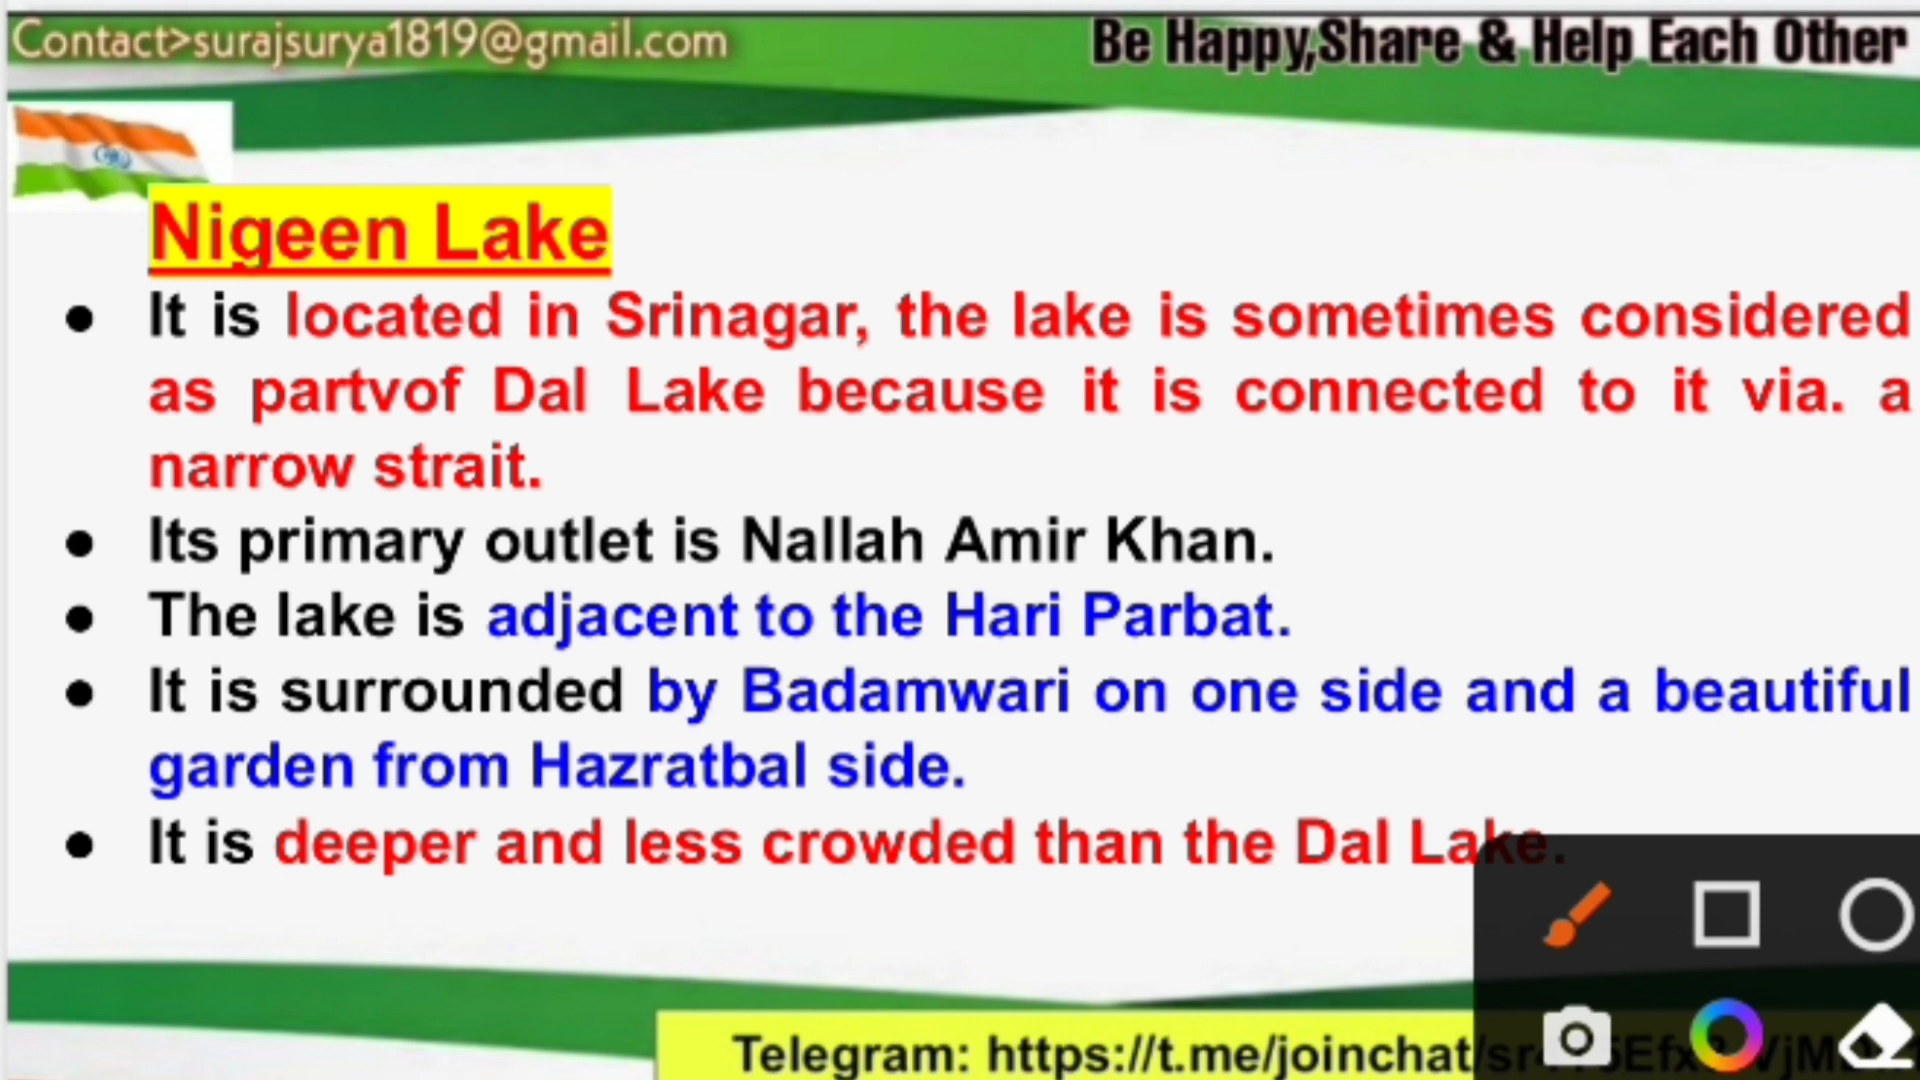 Contact>surajsurya1819@gmail.com
Be Happy,Share & Help Each Other
Nigeen Lake
● It is located in Srinagar, the lake is sometimes considered
as partvof Dal Lake because it is connected to it via. a
narrow strait.
● Its primary outlet is Nallah Amir Khan.
● The lake is adjacent to the Hari Parbat.
● It is surrounded by Badamwari on one side and a beautiful
garden from Hazratbal side.
● It is deeper and less crowded than the Dal Lake.
Telegram: https://t.me/joinchat/